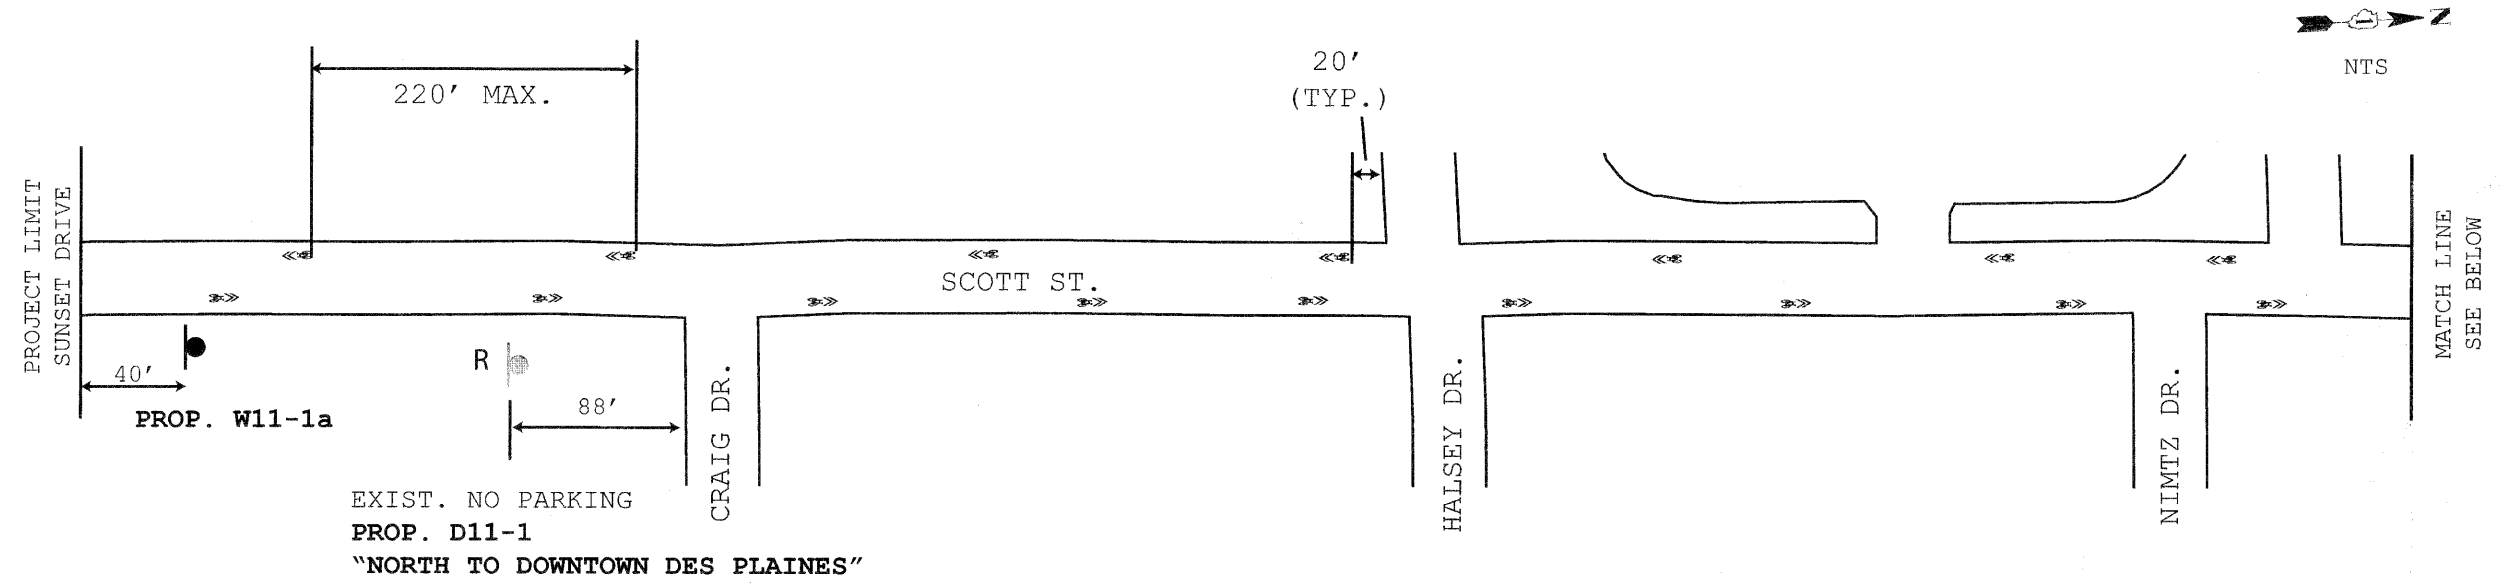 N
NTS
220' MAX.
20'
(TYP.)
PROJECT LIMIT
SUNSET DRIVE
SCOTT ST.
MATCH LINE
SEE BELOW
40'
PROP. W11-1a
R
88'
CRAIG DR.
HALSEY DR.
NIMTZ DR.
EXIST. NO PARKING
PROP. D11-1
"NORTH TO DOWNTOWN DES PLAINES"